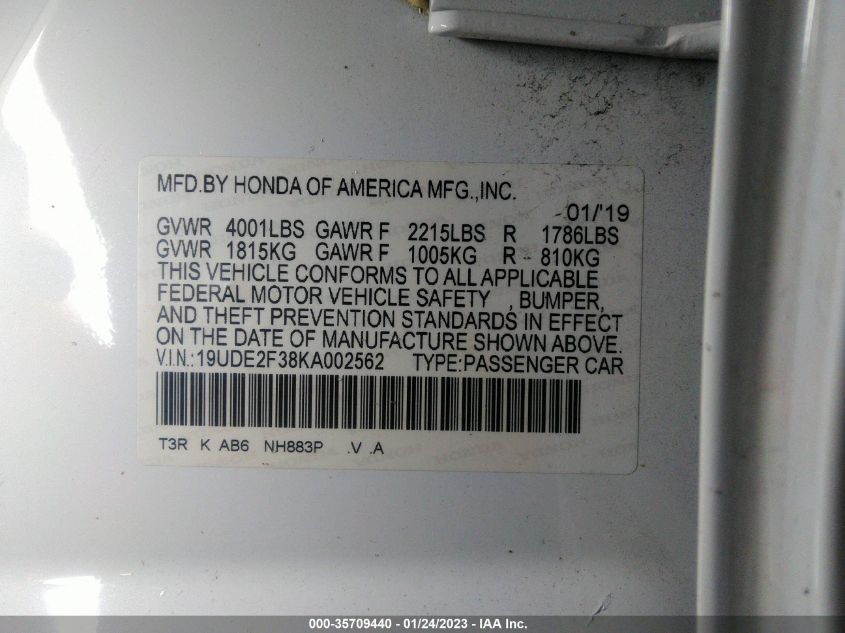 MFD.BY HONDA OF AMERICA MFG.,INC.
01/'19
GVWR 4001LBS GAWR F 2215LBS R 1786LBS
GVWR 1815KG GAWR F 1005KG R 810KG
THIS VEHICLE CONFORMS TO ALL APPLICABLE
FEDERAL MOTOR VEHICLE SAFETY , BUMPER,
AND THEFT PREVENTION STANDARDS IN EFFECT
ON THE DATE OF MANUFACTURE SHOWN ABOVE.
V.I.N.:19UDE2F38KA002562 TYPE:PASSENGER CAR
T3R K AB6 NH883P .V .A
000-35709440 - 01/24/2023 - IAA Inc.